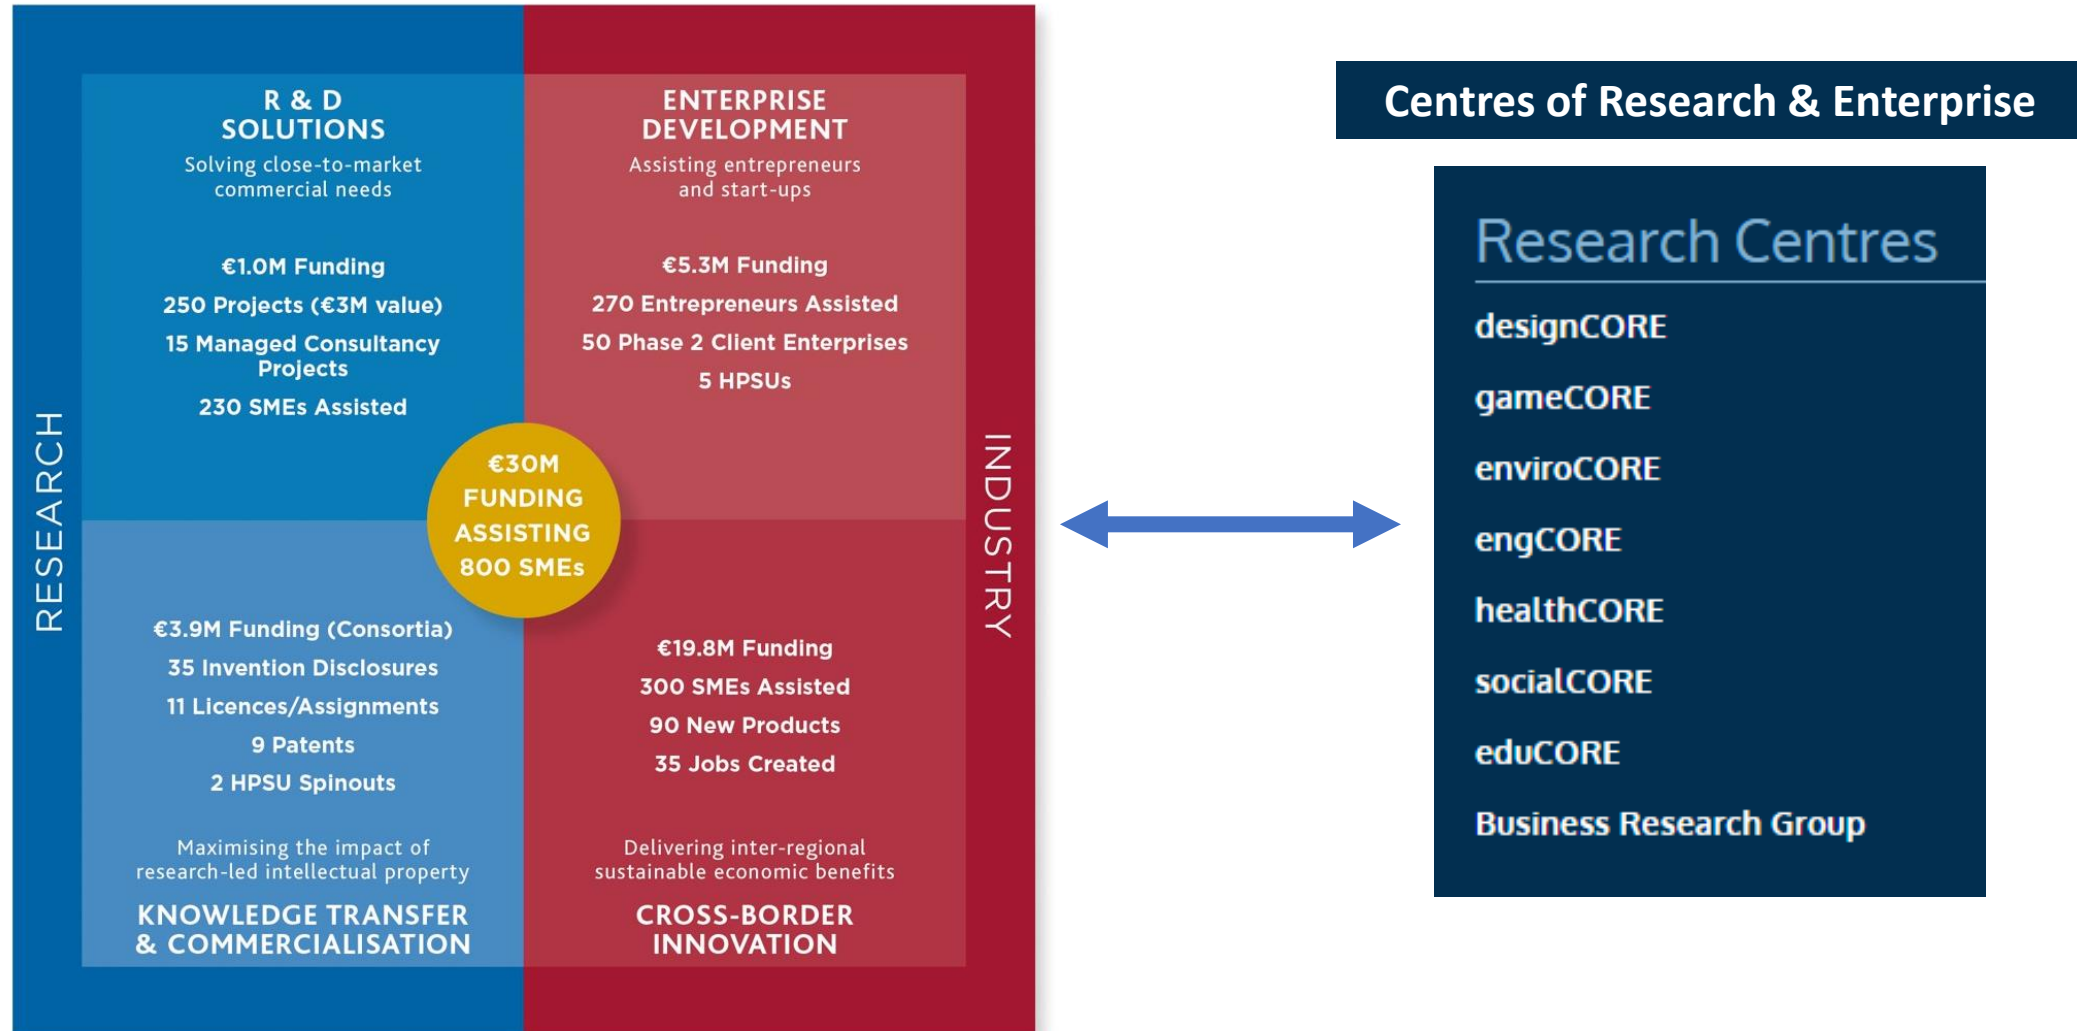 R & D
SOLUTIONS
Solving close-to-market
commercial needs
€1.0M Funding
250 Projects (€3M value)
15 Managed Consultancy
Projects
230 SMEs Assisted
ENTERPRISE
DEVELOPMENT
Assisting entrepreneurs
and start-ups
€5.3M Funding
270 Entrepreneurs Assisted
50 Phase 2 Client Enterprises
5 HPSUs
RESEARCH
€30M
FUNDING
ASSISTING
800 SMEs
INDUSTRY
€3.9M Funding (Consortia)
35 Invention Disclosures
11 Licences/Assignments
9 Patents
2 HPSU Spinouts
Maximising the impact of
research-led intellectual property
KNOWLEDGE TRANSFER
& COMMERCIALISATION
€19.8M Funding
300 SMEs Assisted
90 New Products
35 Jobs Created
Delivering inter-regional
sustainable economic benefits
CROSS-BORDER
INNOVATION
Centres of Research & Enterprise
Research Centres
designCORE
gameCORE
enviroCORE
engCORE
healthCORE
socialCORE
eduCORE
Business Research Group